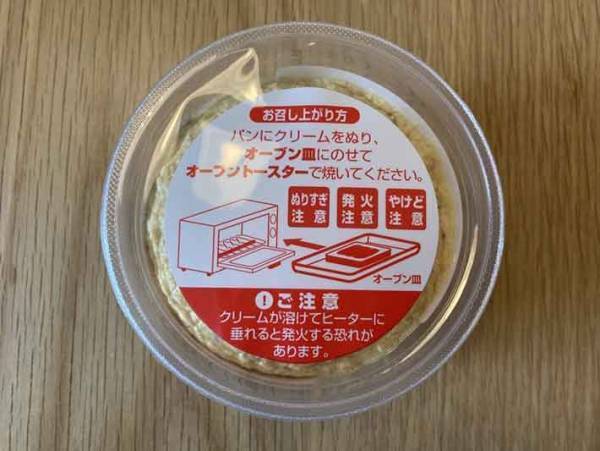 お召し上がり方
パンにクリームをぬり、
オーブン皿にのせて
オーブントースターで焼いてください。
ぬりすぎ 発火 やけど
注意 注意 注意
オーブン皿
! ご注意
クリームが溶けてヒーターに
垂れると発火する恐れが
あります。